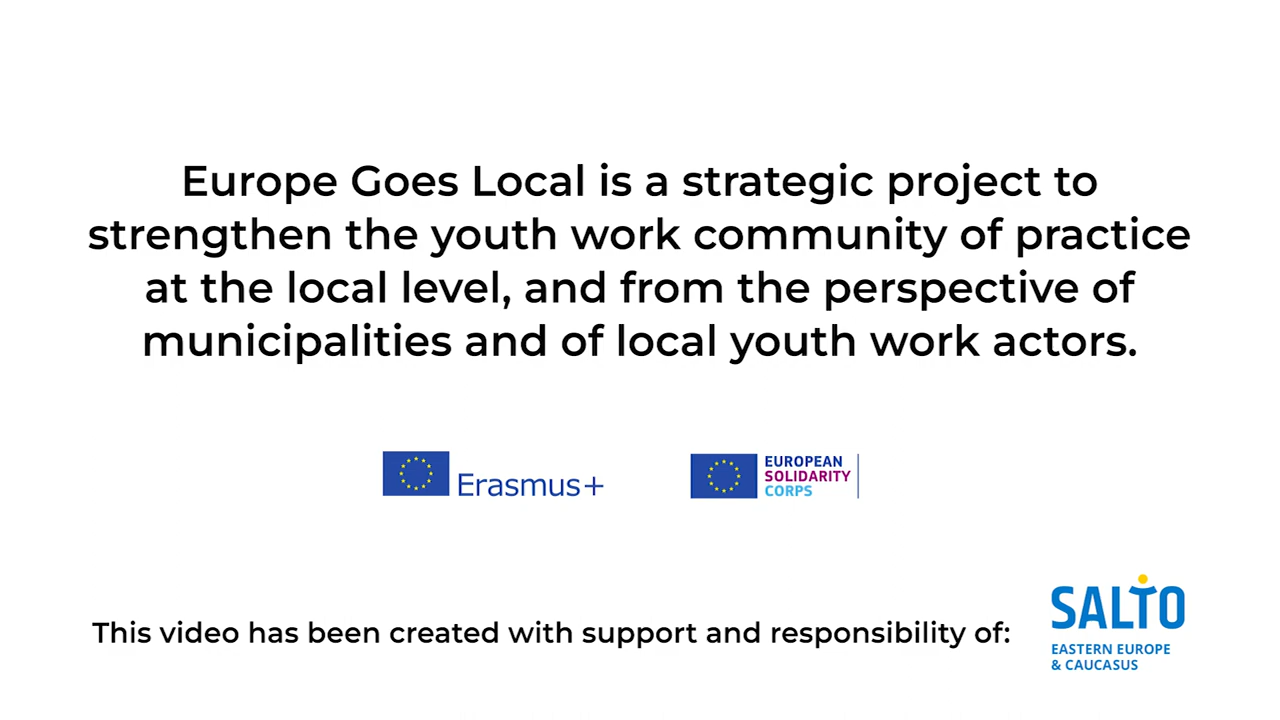 Europe Goes Local is a strategic project to
strengthen the youth work community of practice
at the local level, and from the perspective of
municipalities and of local youth work actors.
Erasmus+
EUROPEAN
SOLIDARITY
CORPS
This video has been created with support and responsibility of:
SALTO
EASTERN EUROPE
& CAUCASUS